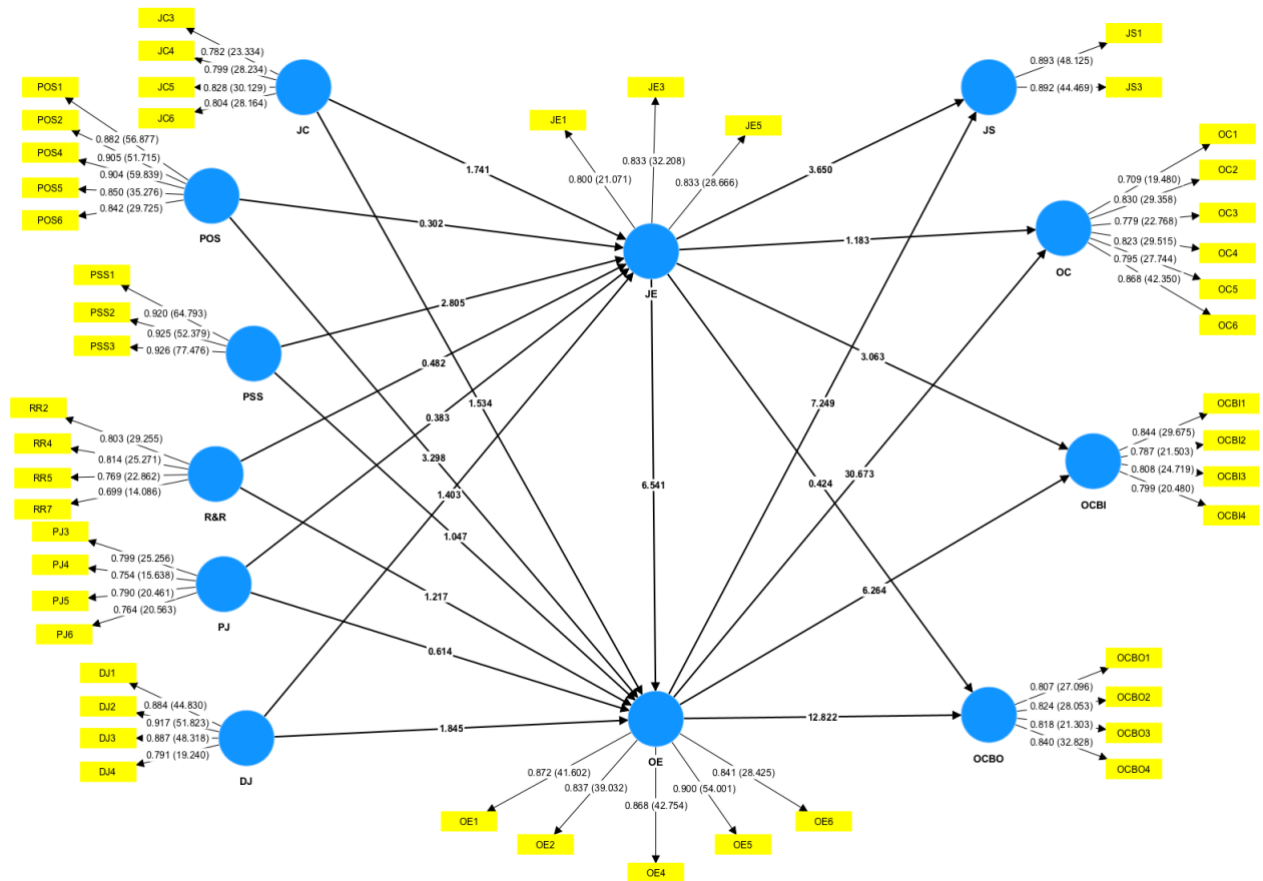 JC3
JC4
JC5
JC6
0.782 (23.334)
0.799 (28.234)
0.828 (30.129)
0.804 (28.164)
JC
POS1
POS2
POS4
POS5
POS6
0.882 (56.877)
0.905 (51.715)
0.904 (59.839)
0.850 (35.276)
0.842 (29.725)
POS
PSS1
PSS2
PSS3
0.920 (64.793)
0.925 (52.379)
0.926 (77.476)
PSS
RR2
RR4
RR5
RR7
0.803 (29.255)
0.814 (25.271)
0.769 (22.862)
0.699 (14.086)
R&R
PJ3
PJ4
PJ5
PJ6
0.799 (25.256)
0.754 (15.638)
0.790 (20.461)
0.764 (20.563)
PJ
DJ1
DJ2
DJ3
DJ4
0.884 (44.830)
0.917 (51.823)
0.887 (48.318)
0.791 (19.240)
DJ
1.741
0.302
2.805
0.482
0.383
1.534
3.298
1.403
1.047
1.217
0.614
1.845
JE1
JE3
JE5
0.800 (21.071)
0.833 (32.208)
0.833 (28.666)
JE
6.541
OE
0.872 (41.602)
0.837 (39.032)
0.868 (42.754)
0.900 (54.001)
0.841 (28.425)
OE1
OE2
OE4
OE5
OE6
3.650
1.183
3.063
7.249
30.673
0.424
6.264
12.822
JS
0.893 (48.125)
0.892 (44.469)
JS1
JS3
OC
0.709 (19.480)
0.830 (29.358)
0.779 (22.768)
0.823 (29.515)
0.795 (27.744)
0.868 (42.350)
OC1
OC2
OC3
OC4
OC5
OC6
OCBI
0.844 (29.675)
0.787 (21.503)
0.808 (24.719)
0.799 (20.480)
OCBI1
OCBI2
OCBI3
OCBI4
OCBO
0.807 (27.096)
0.824 (28.053)
0.818 (21.303)
0.840 (32.828)
OCBO1
OCBO2
OCBO3
OCBO4